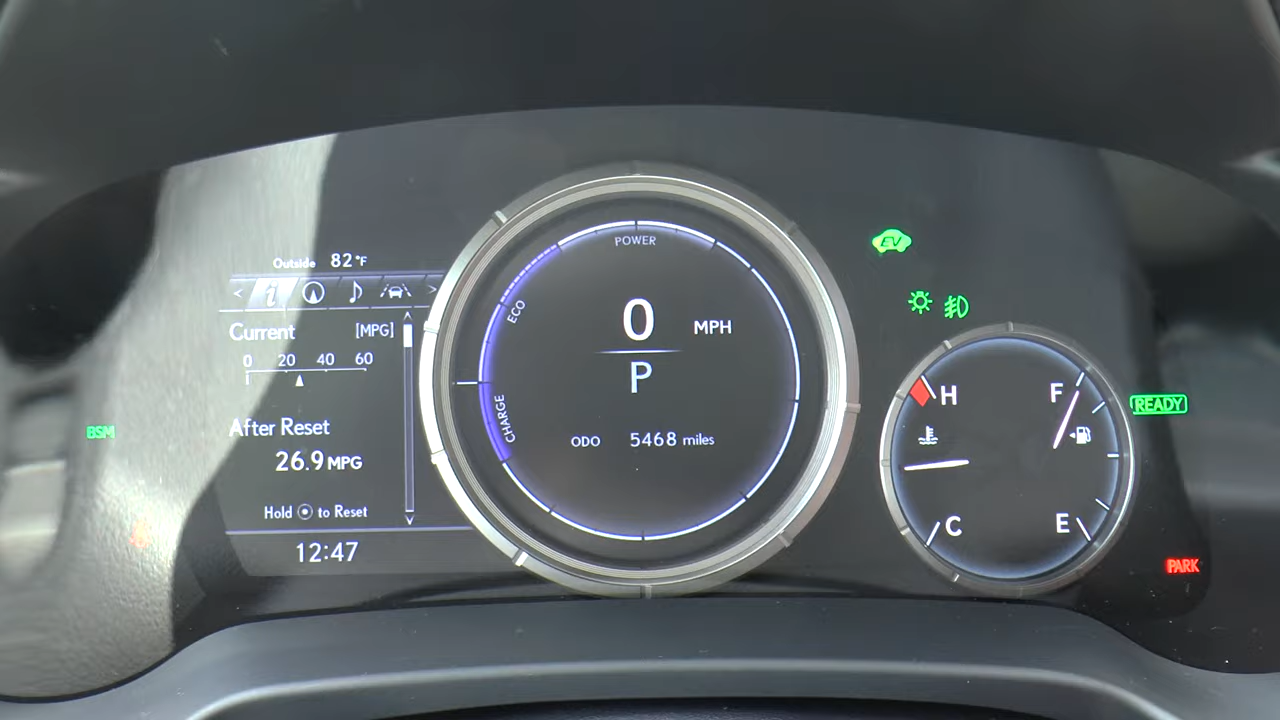 Outside 82°F
< i >
Current [MPG]
0 20 40 60
After Reset
26.9 MPG
Hold to Reset
12:47
BSM
POWER
ECO
CHARGE
0 MPH
P
ODO 5468 miles
EV
H F
C E
READY
PARK